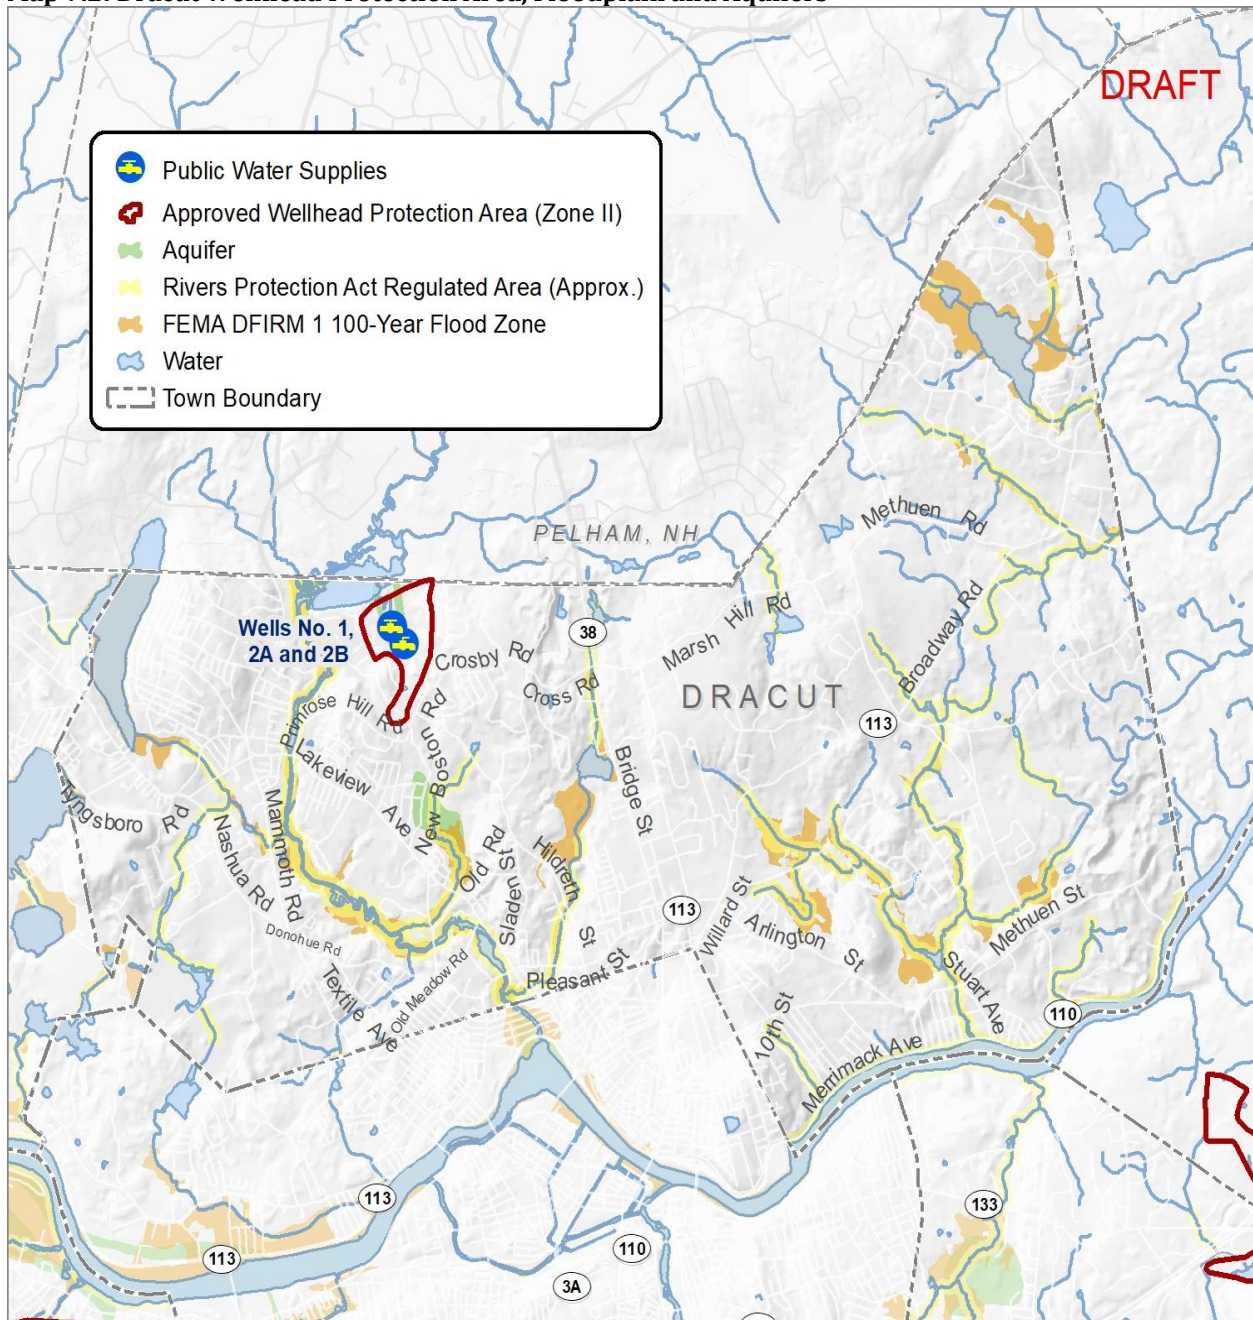 DRAFT
Public Water Supplies
Approved Wellhead Protection Area (Zone II)
Aquifer
Rivers Protection Act Regulated Area (Approx.)
FEMA DFIRM 1 100-Year Flood Zone
Water
Town Boundary
Methuen Rd
PELHAM, NH
Wells No. 1,
2A and 2B
38
Marsh Hill Rd
Broadway Rd
Crosby Rd
Cross Rd
DRACUT
Primrose Hill Rd
New Boston Rd
113
Lakeview Ave
Bridge St
Tyngsboro Rd
Nashua Rd
Mammoth Rd
Old Rd
Sladen St
Hildreth St
Donohue Rd
Textile Ave
Old Meadow Rd
Pleasant St
113
Willard St
Arlington St
Methuen St
Stuart Ave
110
10th St
Merrimack Ave
113
113
110
3A
133